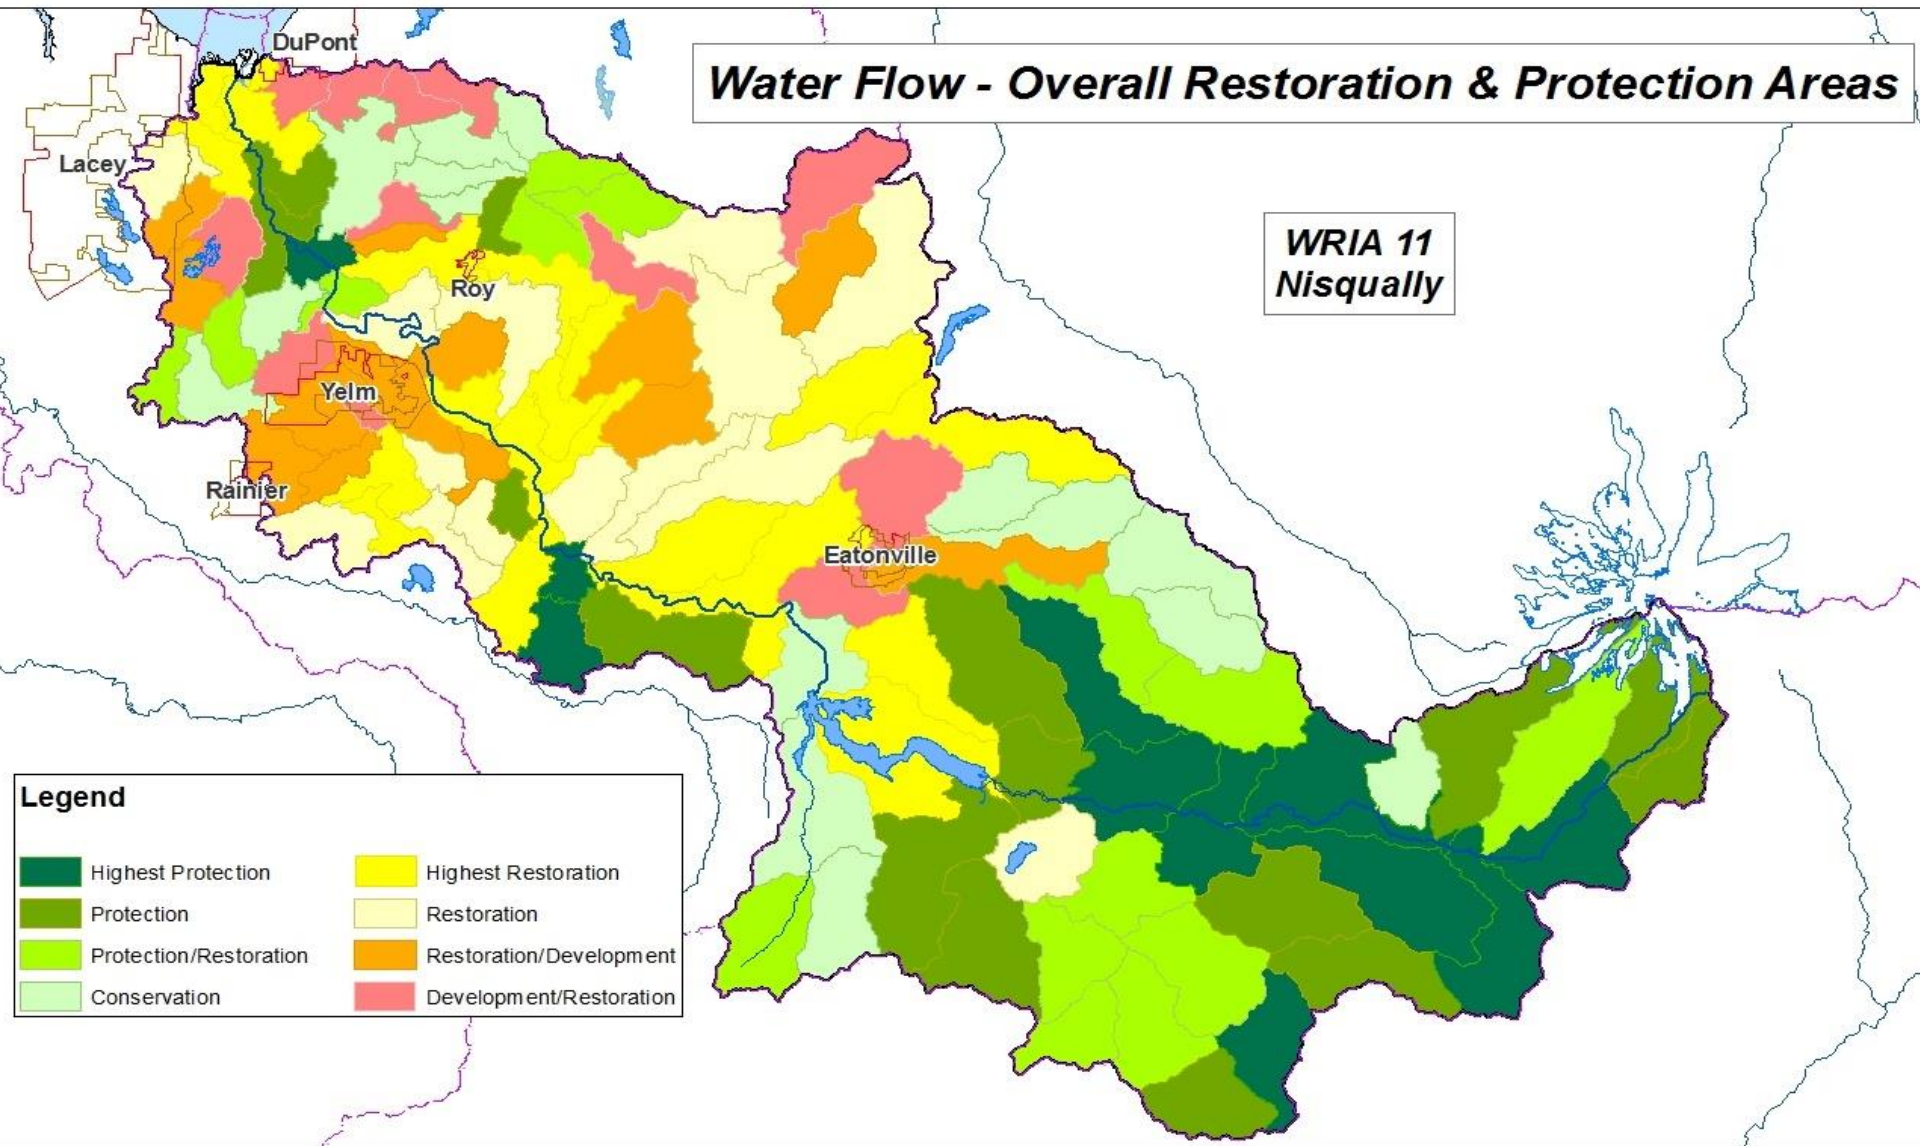 DuPont
Water Flow - Overall Restoration & Protection Areas
Lacey
WRIA 11
Nisqually
Roy
Yelm
Rainier
Eatonville
Legend
Highest Protection
Highest Restoration
Protection
Restoration
Protection/Restoration
Restoration/Development
Conservation
Development/Restoration